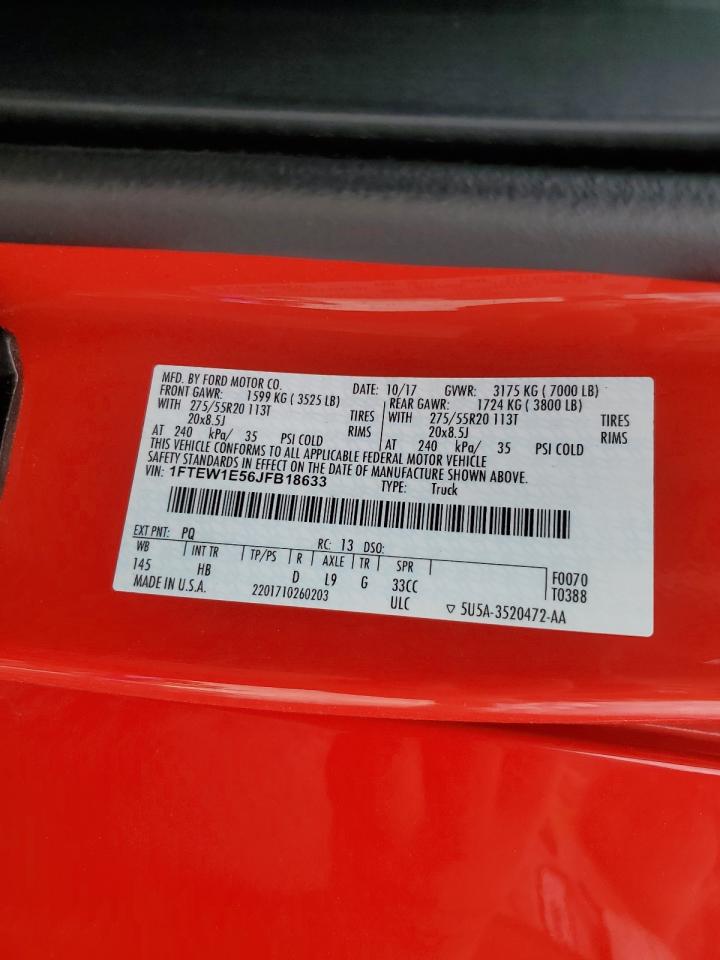 MFD. BY FORD MOTOR CO. DATE: 10/17 GVWR: 3175 KG ( 7000 LB)
FRONT GAWR: 1599 KG ( 3525 LB) REAR GAWR: 1724 KG ( 3800 LB)
WITH 275/55R20 113T TIRES WITH 275/55R20 113T TIRES
20x8.5J RIMS 20x8.5J RIMS
AT 240 kPa/ 35 PSI COLD AT 240 kPa/ 35 PSI COLD
THIS VEHICLE CONFORMS TO ALL APPLICABLE FEDERAL MOTOR VEHICLE
SAFETY STANDARDS IN EFFECT ON THE DATE OF MANUFACTURE SHOWN ABOVE.
VIN: 1FTEW1E56JFB18633 TYPE: Truck
EXT PNT: PQ RC: 13 DSO:
WB INT TR TP/PS R AXLE TR SPR F0070
145 HB D L9 G 33CC T0388
MADE IN U.S.A. 2201710260203 ULC ▽ 5U5A-3520472-AA